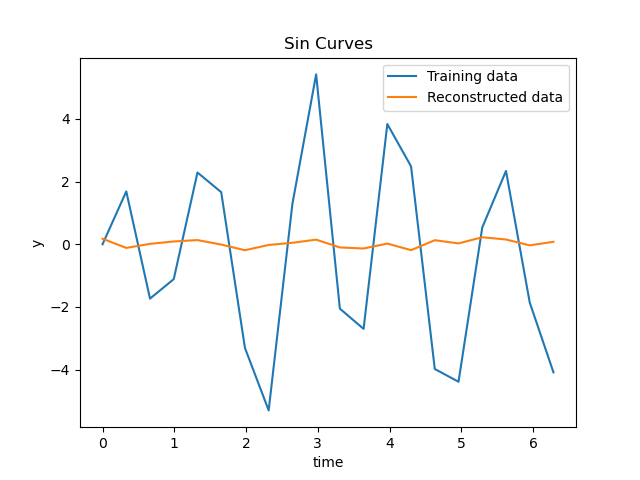 Sin Curves
Training data
Reconstructed data
4
2
0
−2
−4
y
0 1 2 3 4 5 6
time